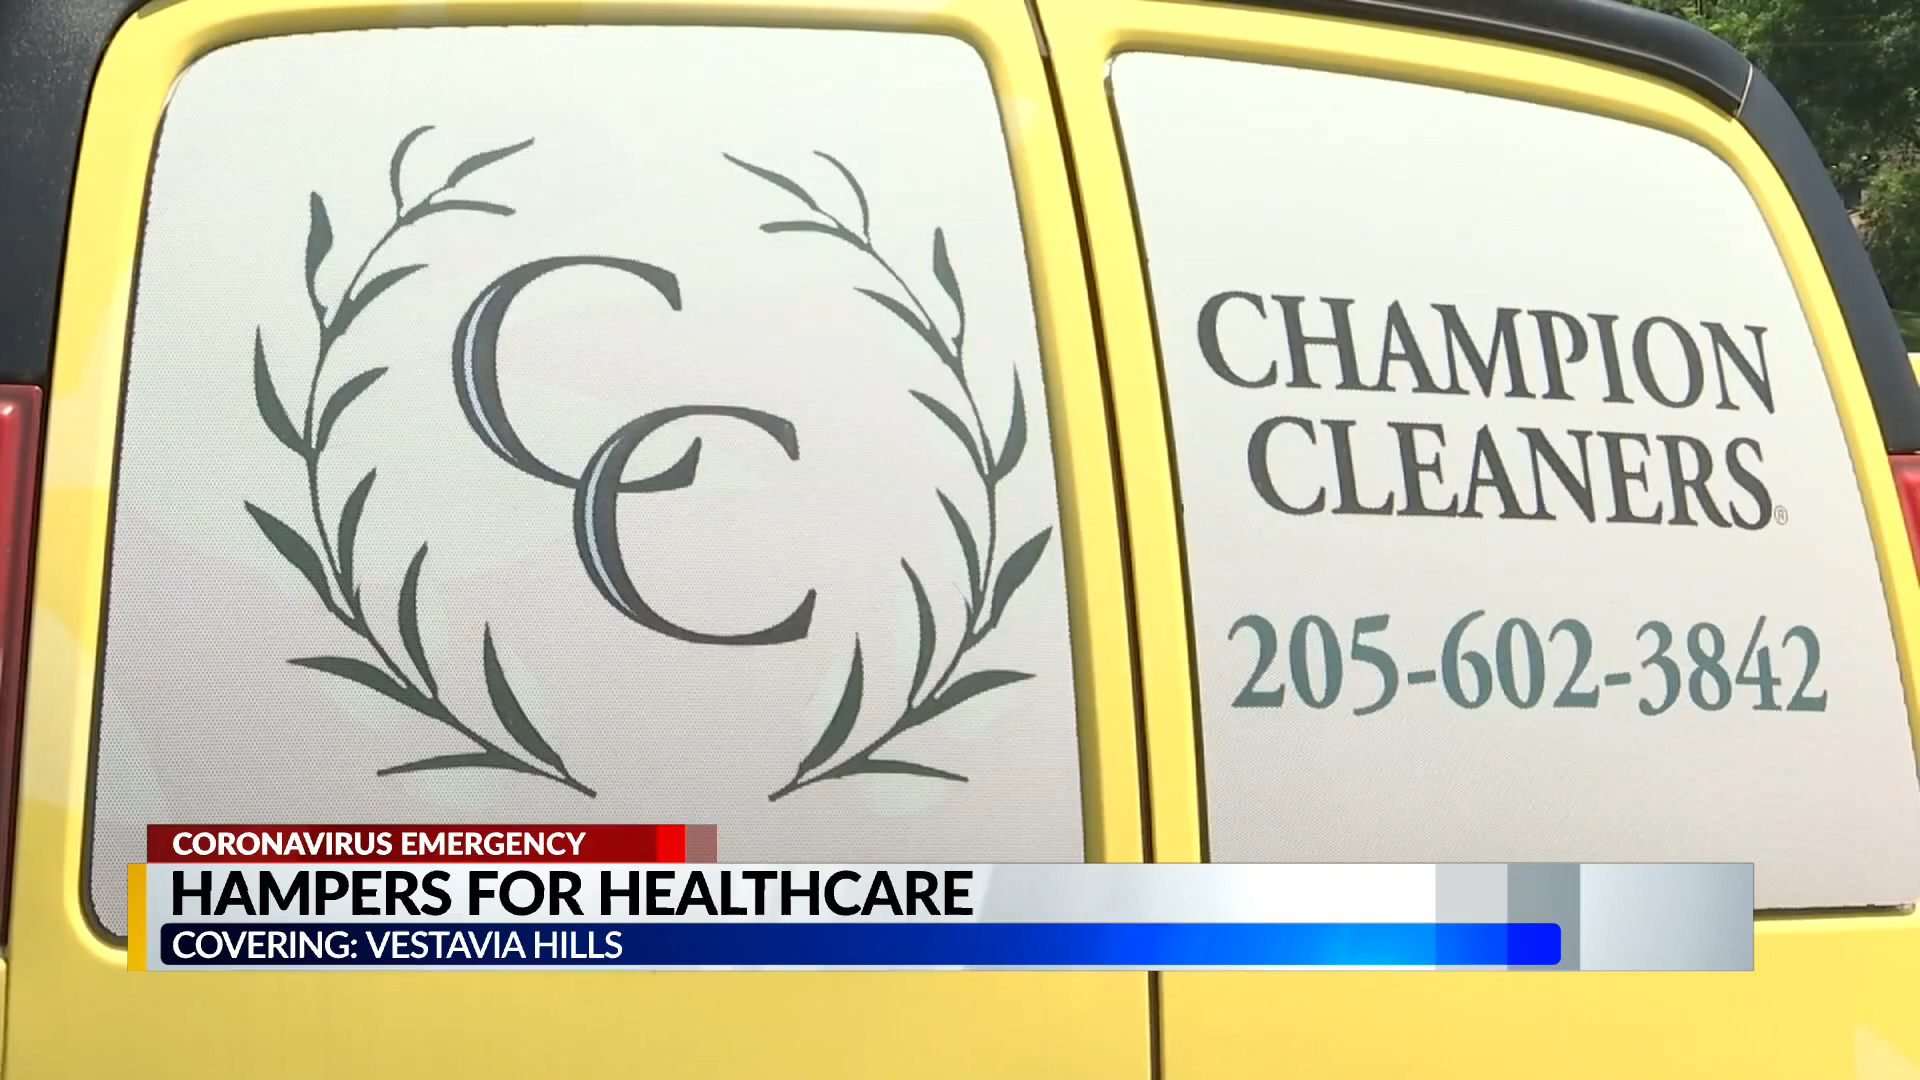 CC
CHAMPION
CLEANERS®
205-602-3842
CORONAVIRUS EMERGENCY
HAMPERS FOR HEALTHCARE
COVERING: VESTAVIA HILLS